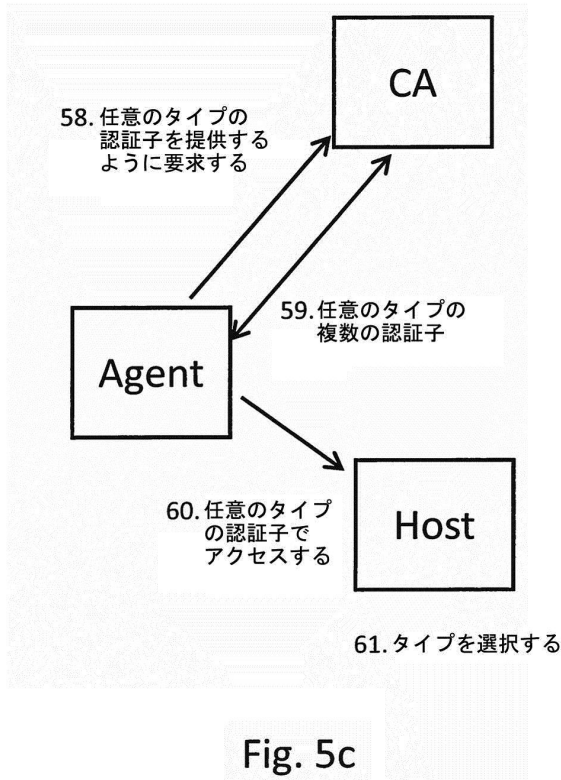 CA
58. 任意のタイプの
認証子を提供する
ように要求する
59. 任意のタイプの
複数の認証子
Agent
60. 任意のタイプ
の認証子で
アクセスする
Host
61. タイプを選択する
Fig. 5c